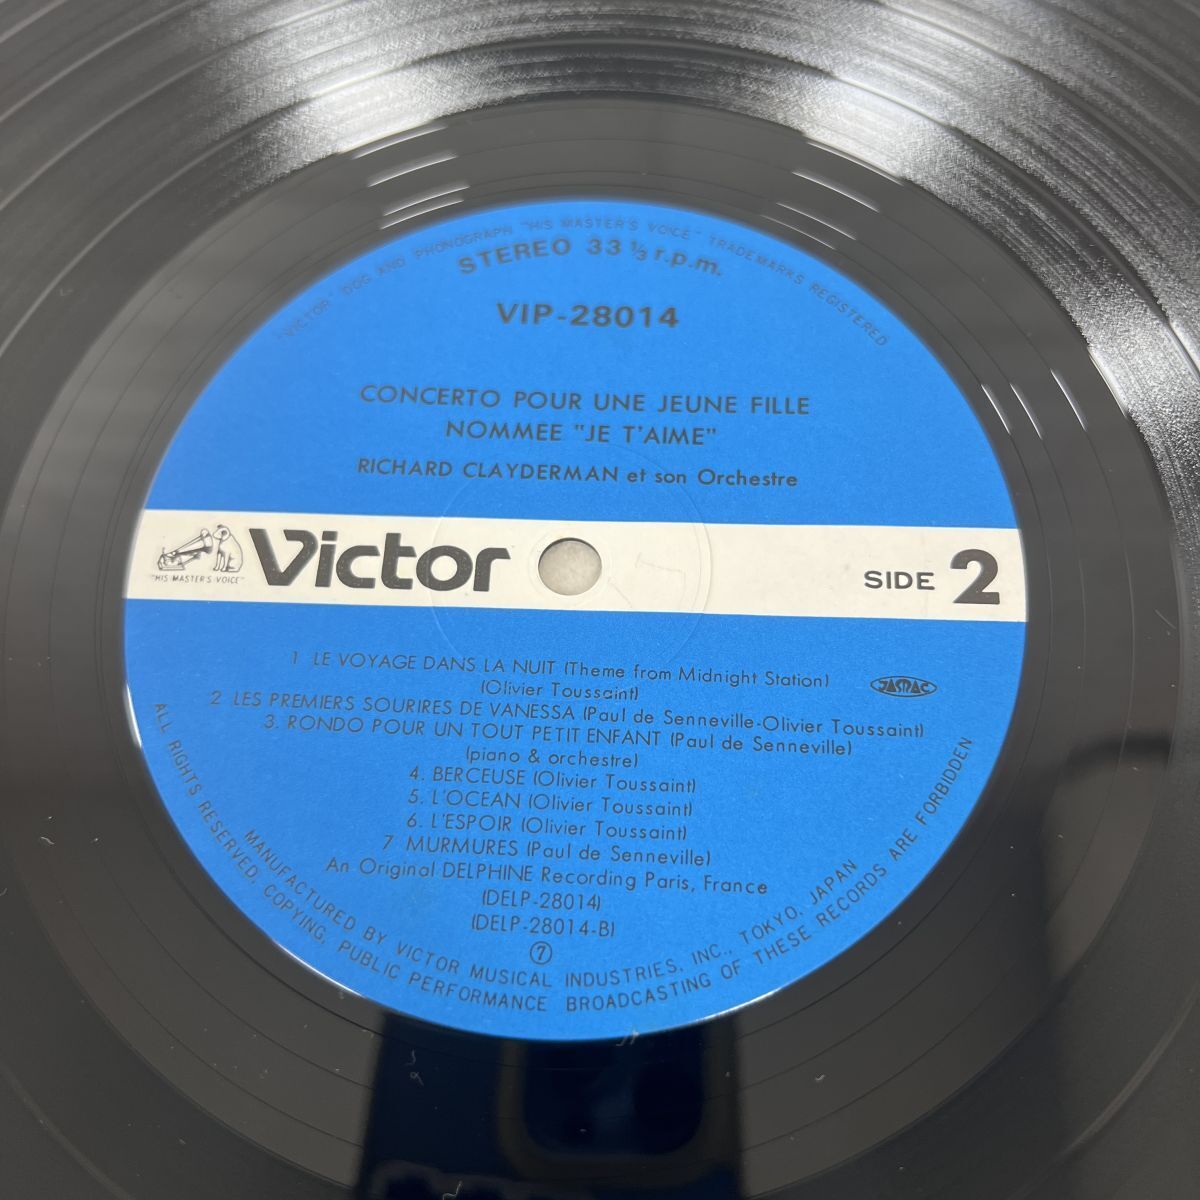 "VICTOR" "DOG AND PHONOGRAPH" "HIS MASTER'S VOICE" TRADEMARKS REGISTERED
STEREO 33 1/3 r.p.m.
VIP-28014
CONCERTO POUR UNE JEUNE FILLE
NOMMEE "JE T'AIME"
RICHARD CLAYDERMAN et son Orchestre
"HIS MASTER'S VOICE"
Victor
SIDE 2
1 LE VOYAGE DANS LA NUIT (Theme from Midnight Station)
(Olivier Toussaint)
JASRAC
2 LES PREMIERS SOURIRES DE VANESSA (Paul de Senneville-Olivier Toussaint)
3. RONDO POUR UN TOUT PETIT ENFANT (Paul de Senneville)
(piano & orchestre)
4. BERCEUSE (Olivier Toussaint)
5. L'OCEAN (Olivier Toussaint)
6. L'ESPOIR (Olivier Toussaint)
7 MURMURES (Paul de Senneville)
An Original DELPHINE Recording Paris, France
(DELP-28014)
(DELP-28014-B)
⑦
MANUFACTURED BY VICTOR MUSICAL INDUSTRIES, INC., TOKYO, JAPAN
ALL RIGHTS RESERVED, COPYING, PUBLIC PERFORMANCE BROADCASTING OF THESE RECORDS ARE FORBIDDEN